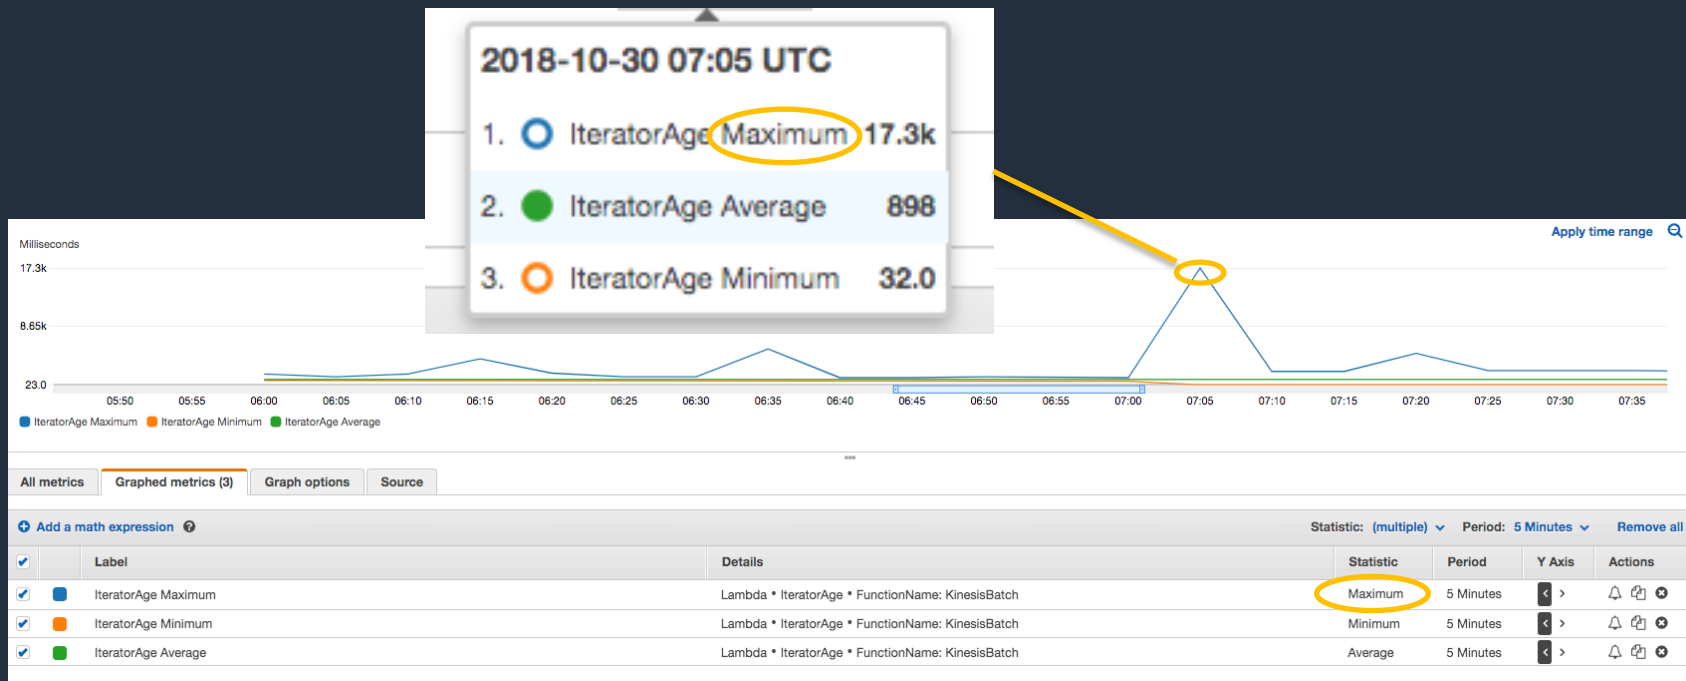 2018-10-30 07:05 UTC
1. IteratorAge Maximum 17.3k
2. IteratorAge Average 898
3. IteratorAge Minimum 32.0
Apply time range
Milliseconds
17.3k
8.65k
23.0
05:50 05:55 06:00 06:05 06:10 06:15 06:20 06:25 06:30 06:35 06:40 06:45 06:50 06:55 07:00 07:05 07:10 07:15 07:20 07:25 07:30 07:35
IteratorAge Maximum IteratorAge Minimum IteratorAge Average
All metrics Graphed metrics (3) Graph options Source
Add a math expression ? Statistic: (multiple) Period: 5 Minutes Remove all
Label Details Statistic Period Y Axis Actions
IteratorAge Maximum Lambda • IteratorAge • FunctionName: KinesisBatch Maximum 5 Minutes < >
IteratorAge Minimum Lambda • IteratorAge • FunctionName: KinesisBatch Minimum 5 Minutes < >
IteratorAge Average Lambda • IteratorAge • FunctionName: KinesisBatch Average 5 Minutes < >